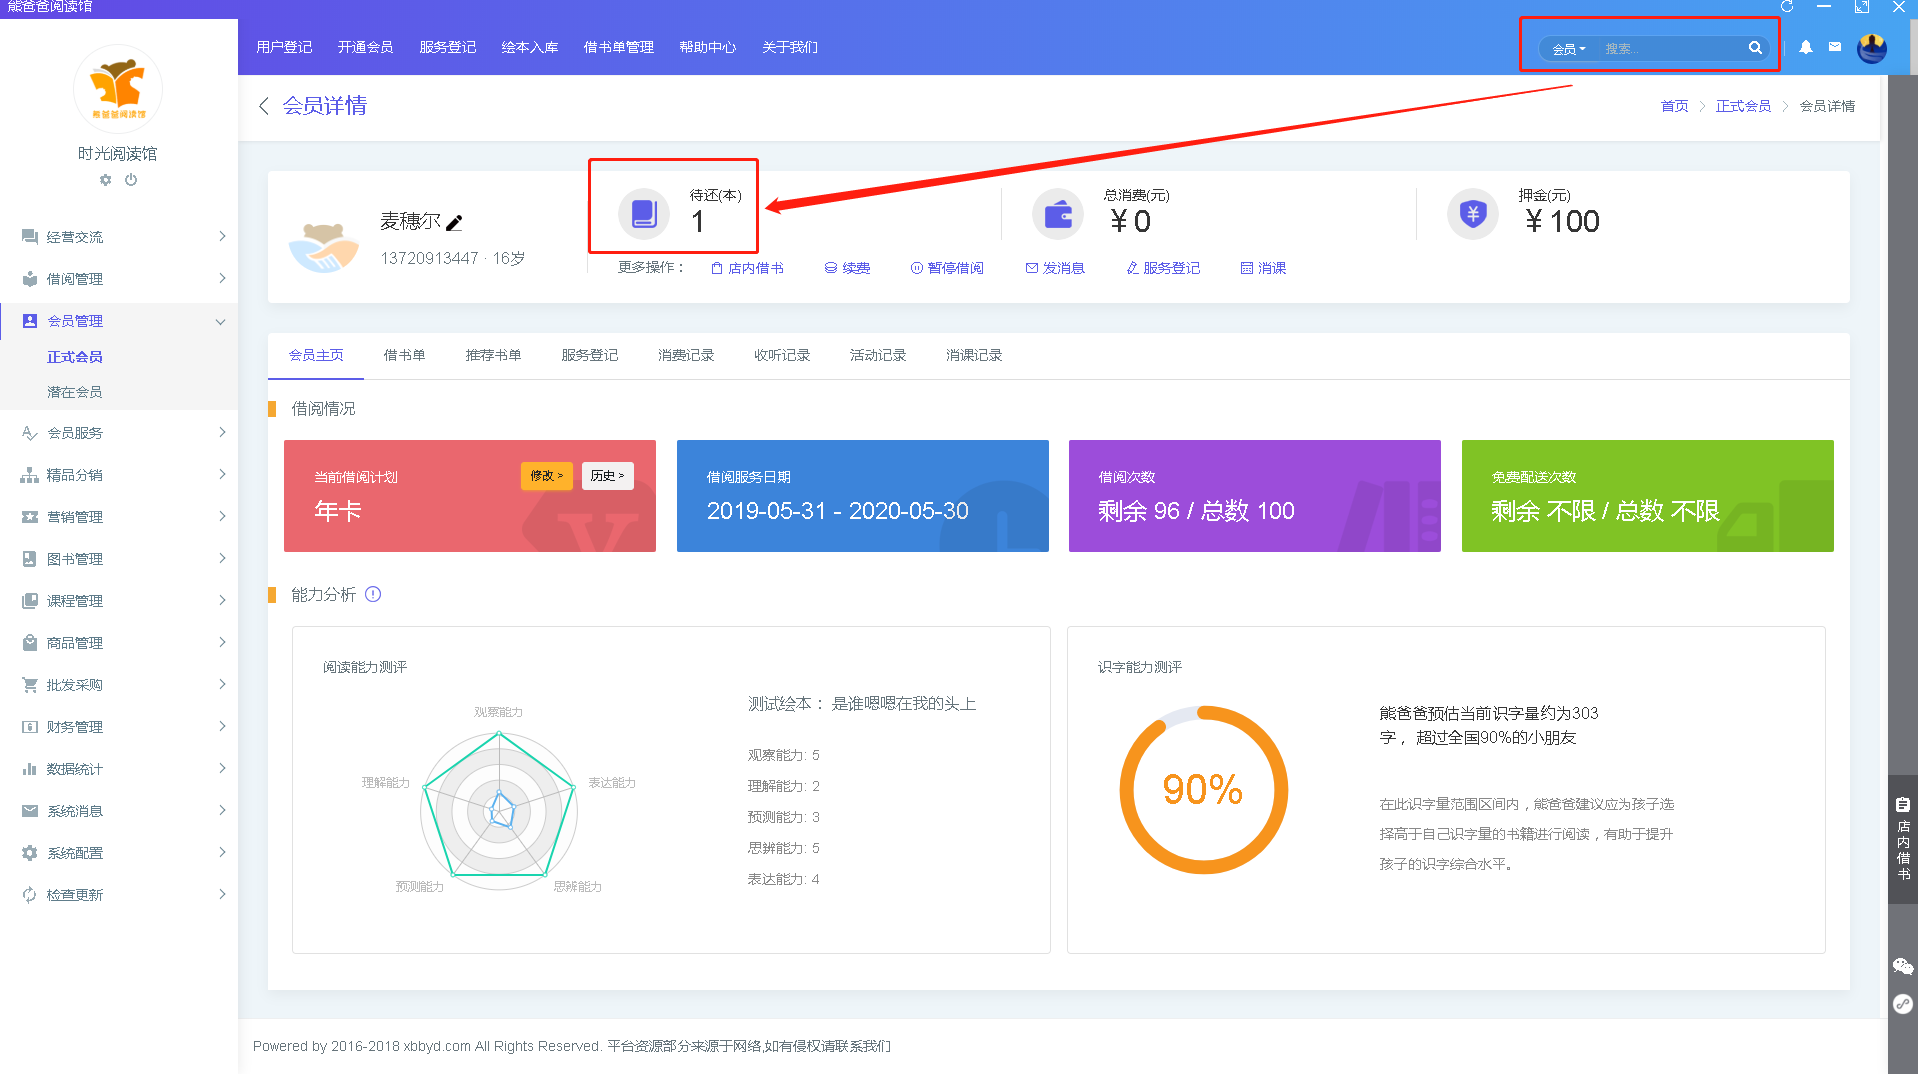 熊爸爸阅读馆
用户登记 开通会员 服务登记 绘本入库 借书单管理 帮助中心 关于我们
会员 搜索...
熊爸爸阅读馆
时光阅读馆
经营交流
借阅管理
会员管理
正式会员
潜在会员
会员服务
精品分销
营销管理
图书管理
课程管理
商品管理
批发采购
财务管理
数据统计
系统消息
系统配置
检查更新
会员详情
首页 > 正式会员 > 会员详情
麦穗尔
13720913447 · 16岁
待还(本)
1
总消费(元)
￥0
押金(元)
￥100
更多操作： 店内借书 续费 暂停借阅 发消息 服务登记 消课
会员主页 借书单 推荐书单 服务登记 消费记录 收听记录 活动记录 消课记录
借阅情况
当前借阅计划
修改 > 历史 >
年卡
借阅服务日期
2019-05-31 - 2020-05-30
借阅次数
剩余 96 / 总数 100
免费配送次数
剩余 不限 / 总数 不限
能力分析
阅读能力测评
观察能力
理解能力
表达能力
预测能力
思辨能力
测试绘本： 是谁嗯嗯在我的头上
观察能力: 5
理解能力: 2
预测能力: 3
思辨能力: 5
表达能力: 4
识字能力测评
90%
熊爸爸预估当前识字量约为303
字， 超过全国90%的小朋友
在此识字量范围区间内，熊爸爸建议应为孩子选
择高于自己识字量的书籍进行阅读，有助于提升
孩子的识字综合水平。
店内借书
Powered by 2016-2018 xbbyd.com All Rights Reserved. 平台资源部分来源于网络,如有侵权请联系我们